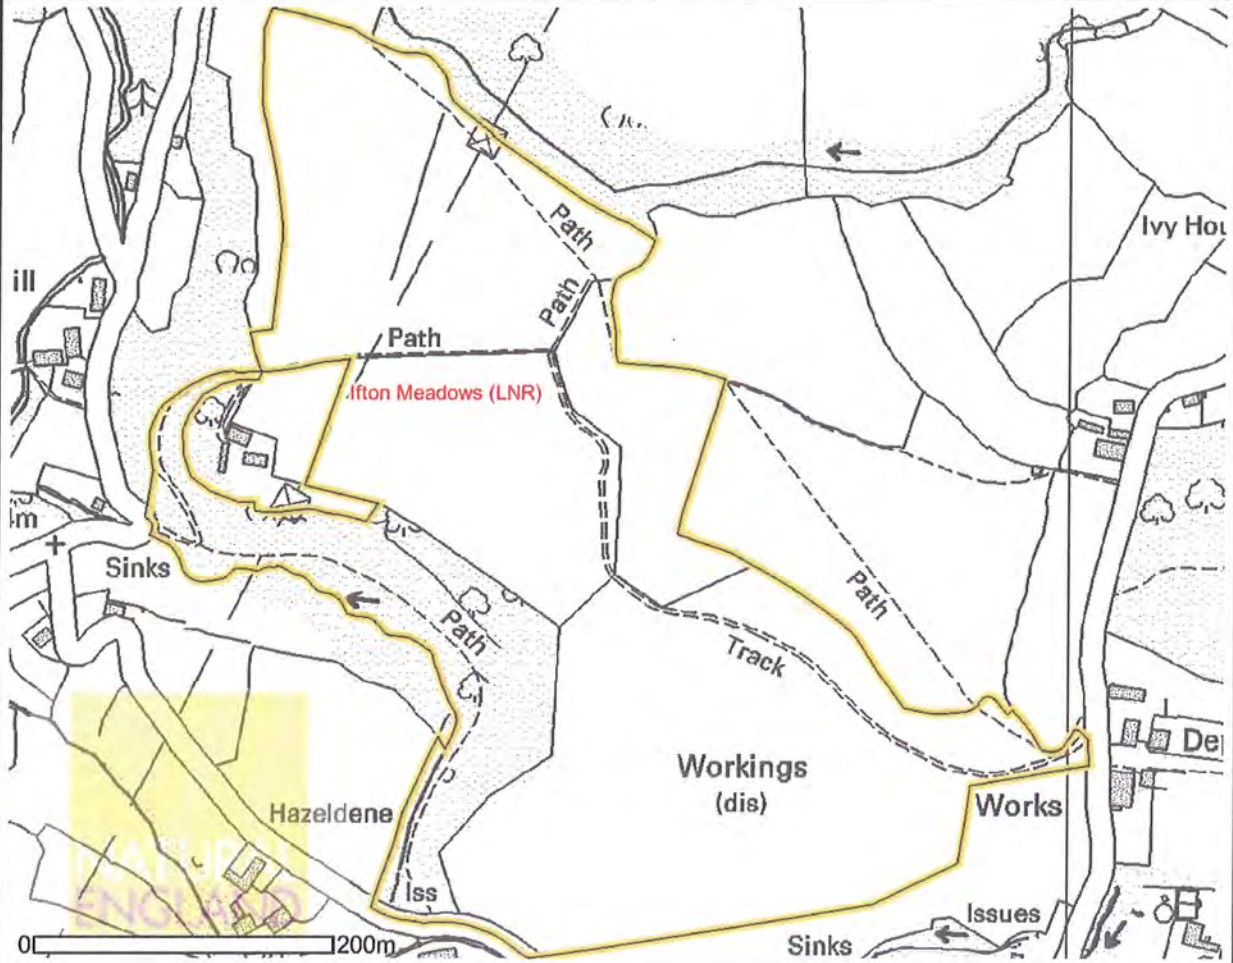 Path
Ivy Hou
ill
Path
Path
Ifton Meadows (LNR)
m
Sinks
Path
Path
Track
Workings
(dis)
De
Hazeldene
Works
NATURAL
ENGLAND
Iss
Issues
0 200m
Sinks